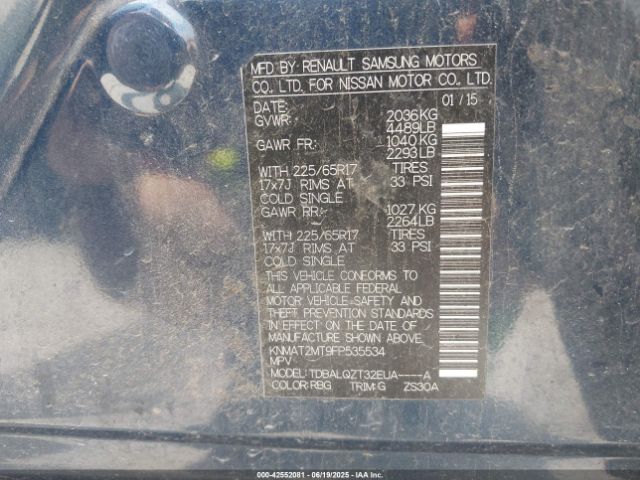 MFD BY RENAULT SAMSUNG MOTORS
CO. LTD. FOR NISSAN MOTOR CO. LTD.
DATE: 01/15
GVWR: 2036KG
4489LB
GAWR FR: 1040KG
2293LB
WITH 225/65R17 TIRES
17x7J RIMS AT 33 PSI
COLD SINGLE
GAWR RR: 1027KG
2264LB
WITH 225/65R17 TIRES
17x7J RIMS AT 33 PSI
COLD SINGLE
THIS VEHICLE CONFORMS TO
ALL APPLICABLE FEDERAL
MOTOR VEHICLE SAFETY AND
THEFT PREVENTION STANDARDS
IN EFFECT ON THE DATE OF
MANUFACTURE SHOWN ABOVE.
KNMAT2MT9FP535534
MPV
MODEL: TDBALQZT32EUA----A
COLOR: RBG TRIM: G ZS30A
000-42552081 - 06/19/2025 - IAAI.COM